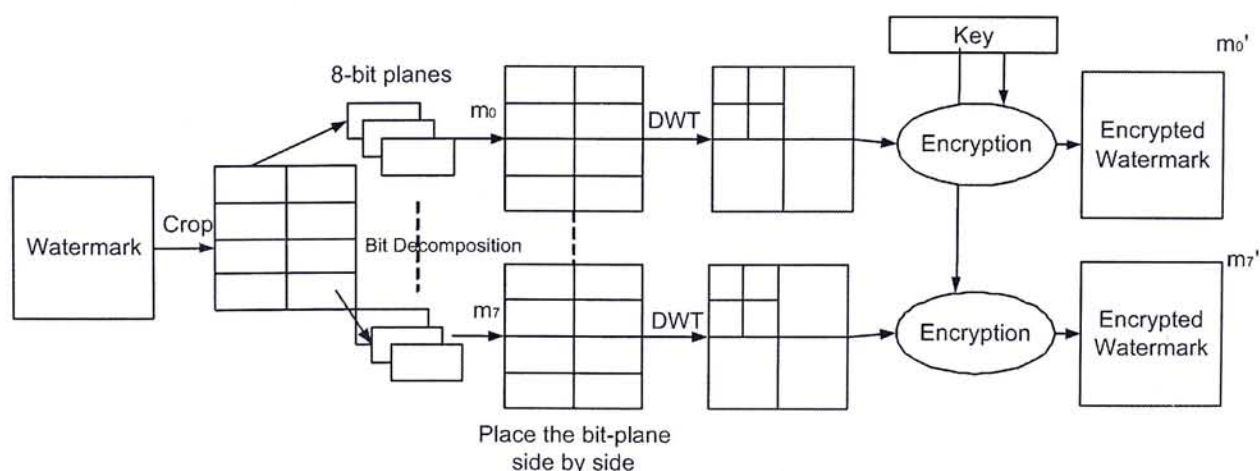 Key
m₀'
8-bit planes
m₀
DWT
Encryption
Encrypted
Watermark
Watermark
Crop
Bit Decomposition
m₇
DWT
Encryption
m₇'
Encrypted
Watermark
Place the bit-plane
side by side